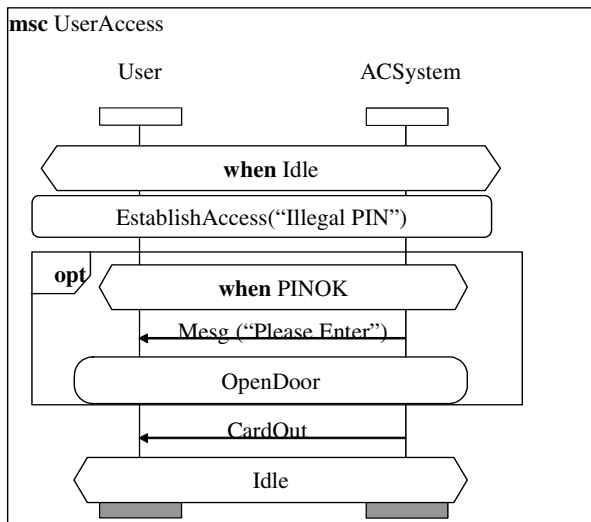 msc UserAccess
User
ACSystem
when Idle
EstablishAccess(“Illegal PIN”)
opt
when PINOK
Mesg (“Please Enter”)
OpenDoor
CardOut
Idle